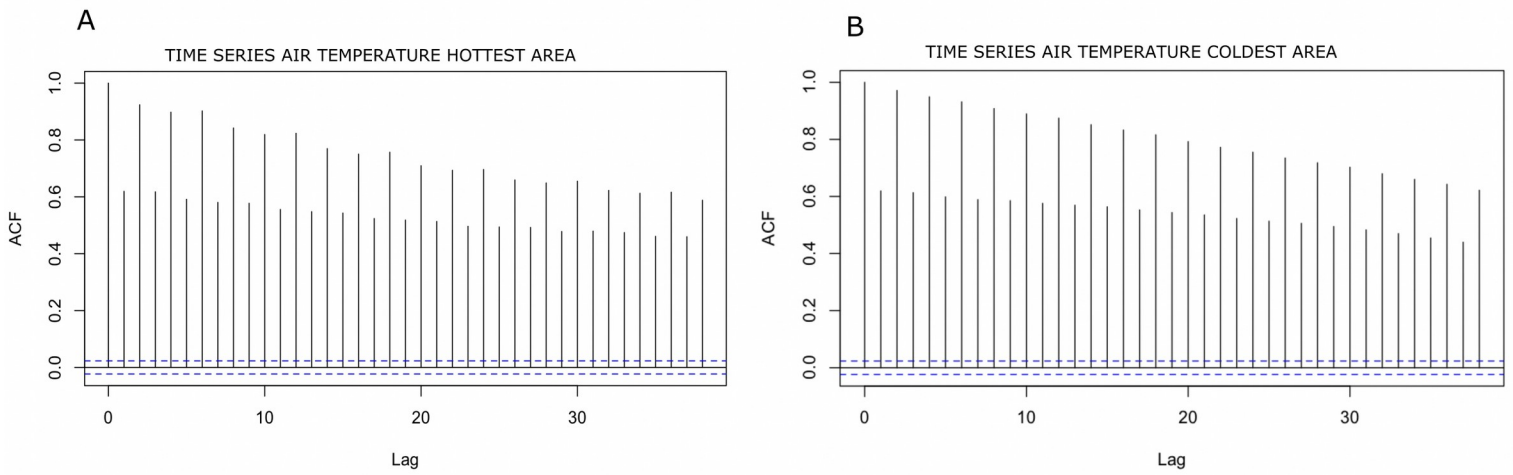 A
TIME SERIES AIR TEMPERATURE HOTTEST AREA
ACF
1.0
0.8
0.6
0.4
0.2
0.0
0 10 20 30
Lag
B
TIME SERIES AIR TEMPERATURE COLDEST AREA
ACF
1.0
0.8
0.6
0.4
0.2
0.0
0 10 20 30
Lag